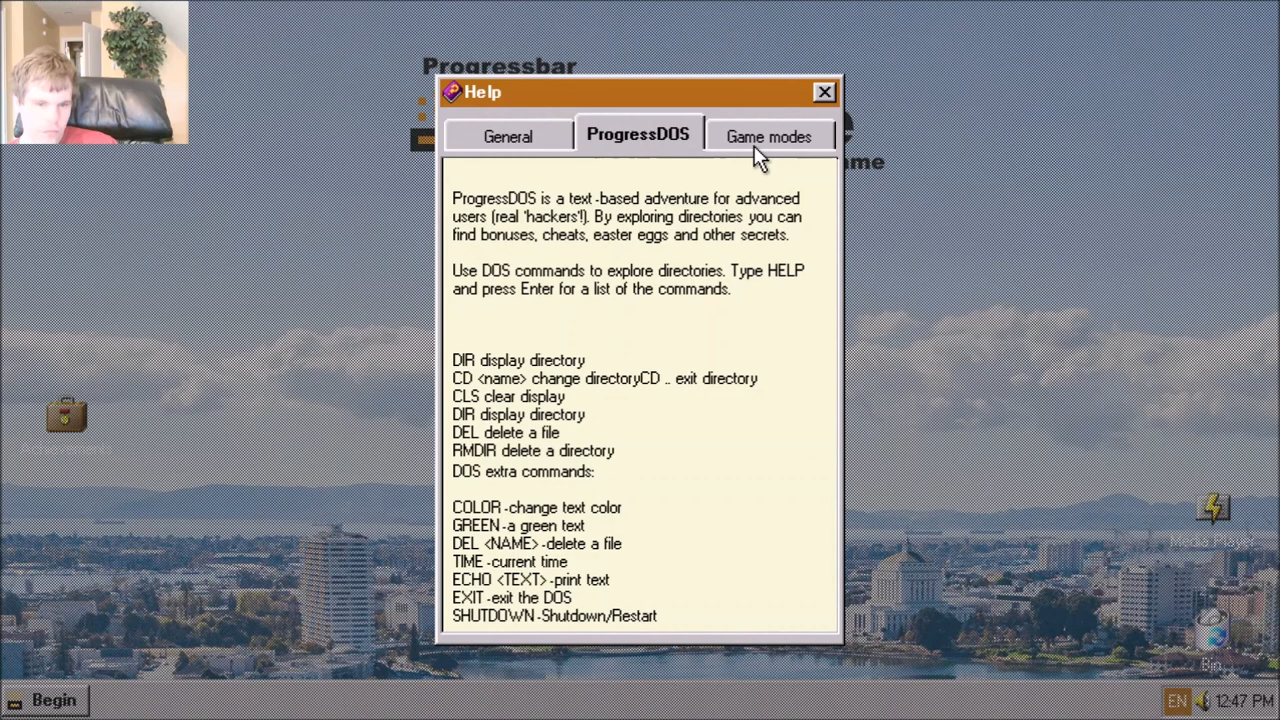 Progressbar
Help
General
ProgressDOS
Game modes
ame
ProgressDOS is a text-based adventure for advanced
users (real 'hackers'!). By exploring directories you can
find bonuses, cheats, easter eggs and other secrets.
Use DOS commands to explore directories. Type HELP
and press Enter for a list of the commands.
DIR display directory
CD <name> change directoryCD .. exit directory
CLS clear display
DIR display directory
DEL delete a file
RMDIR delete a directory
DOS extra commands:
COLOR -change text color
GREEN -a green text
DEL <NAME> -delete a file
TIME -current time
ECHO <TEXT> -print text
EXIT -exit the DOS
SHUTDOWN -Shutdown/Restart
Bin
Begin
EN
12:47 PM